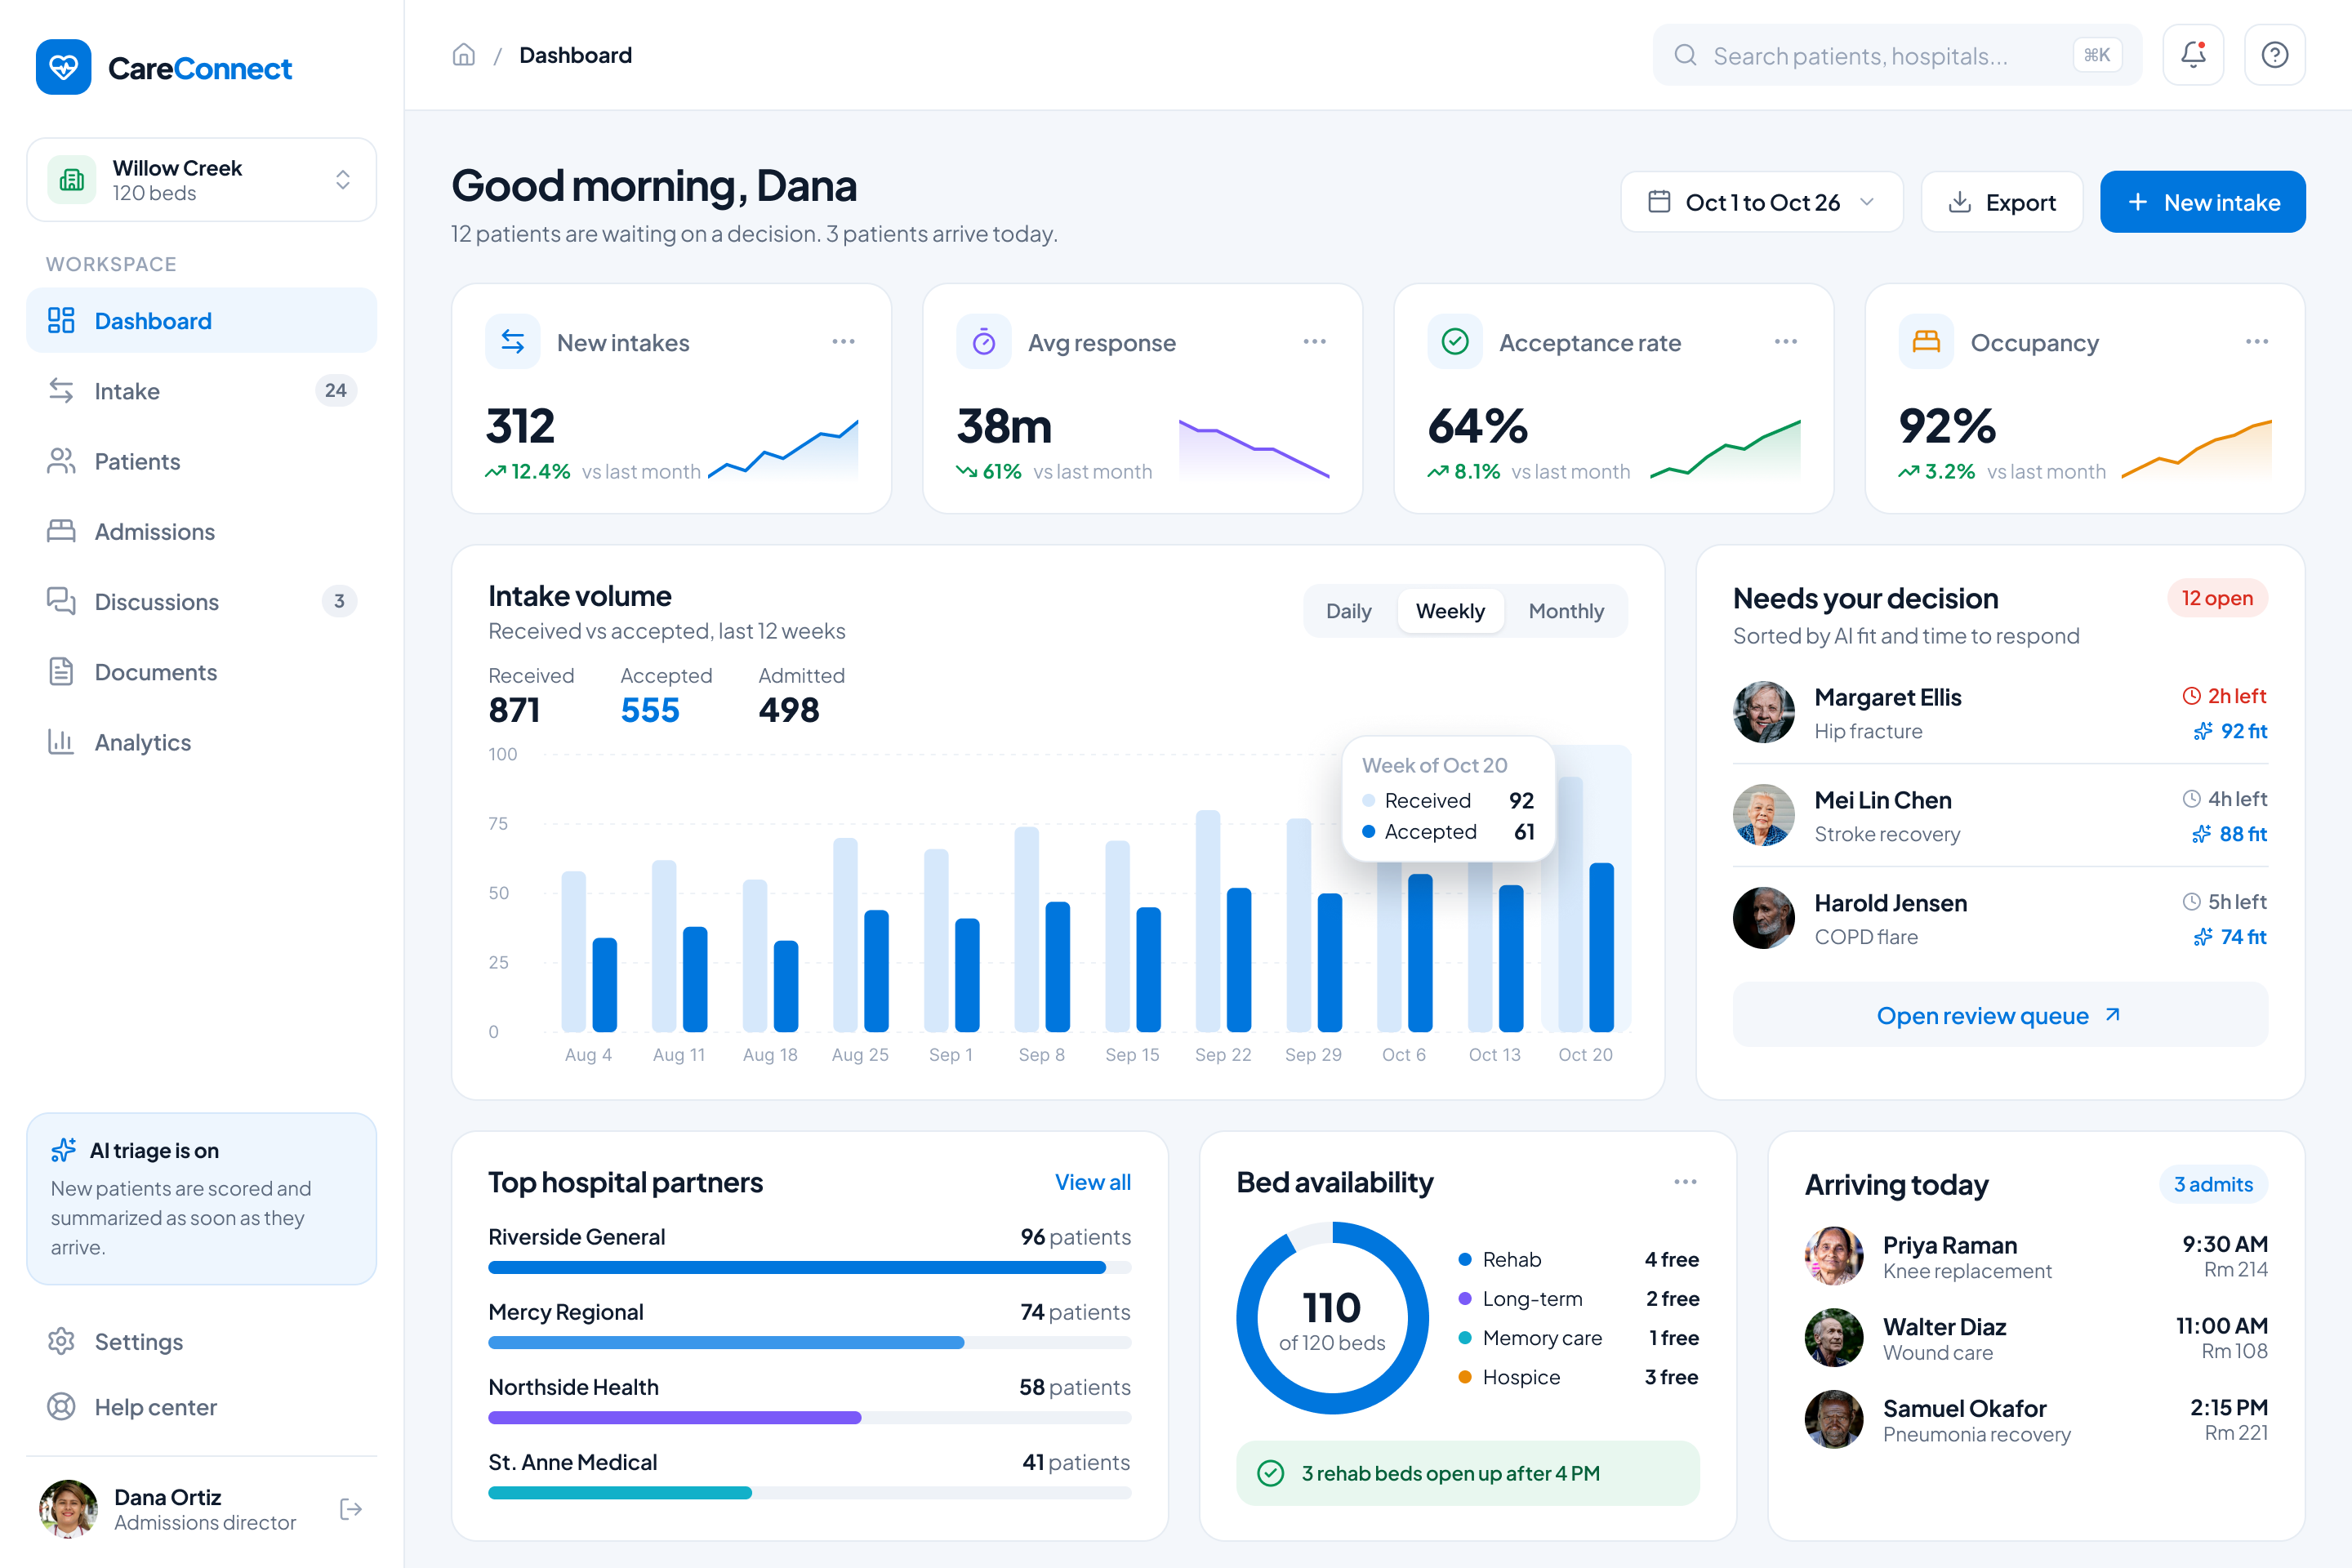 CareConnect
Willow Creek
120 beds
WORKSPACE
Dashboard
Intake 24
Patients
Admissions
Discussions 3
Documents
Analytics
AI triage is on
New patients are scored and
summarized as soon as they
arrive.
Settings
Help center
Dana Ortiz
Admissions director
/ Dashboard
Search patients, hospitals... ⌘K
Good morning, Dana
12 patients are waiting on a decision. 3 patients arrive today.
Oct 1 to Oct 26
Export
New intake
New intakes
312
12.4% vs last month
Avg response
38m
61% vs last month
Acceptance rate
64%
8.1% vs last month
Occupancy
92%
3.2% vs last month
Intake volume
Received vs accepted, last 12 weeks
Daily Weekly Monthly
Received Accepted Admitted
871 555 498
100
75
50
25
0
Week of Oct 20
Received 92
Accepted 61
Aug 4 Aug 11 Aug 18 Aug 25 Sep 1 Sep 8 Sep 15 Sep 22 Sep 29 Oct 6 Oct 13 Oct 20
Needs your decision 12 open
Sorted by AI fit and time to respond
Margaret Ellis 2h left
Hip fracture 92 fit
Mei Lin Chen 4h left
Stroke recovery 88 fit
Harold Jensen 5h left
COPD flare 74 fit
Open review queue
Top hospital partners View all
Riverside General 96 patients
Mercy Regional 74 patients
Northside Health 58 patients
St. Anne Medical 41 patients
Bed availability
110
of 120 beds
Rehab 4 free
Long-term 2 free
Memory care 1 free
Hospice 3 free
3 rehab beds open up after 4 PM
Arriving today 3 admits
Priya Raman 9:30 AM
Knee replacement Rm 214
Walter Diaz 11:00 AM
Wound care Rm 108
Samuel Okafor 2:15 PM
Pneumonia recovery Rm 221